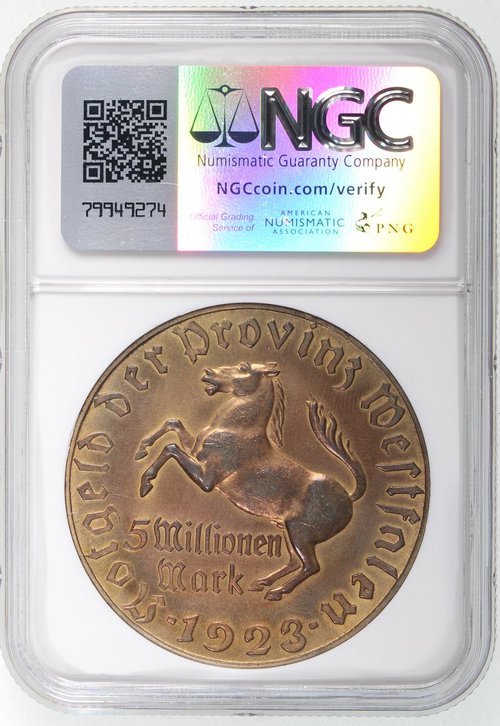 NGC
Numismatic Guaranty Company
NGCcoin.com/verify
79949274
Official Grading
Service of
AMERICAN
NUMISMATIC
ASSOCIATION
PNG
Notgeld der Provinz Westfalen
5 Millionen
Mark
·1923·